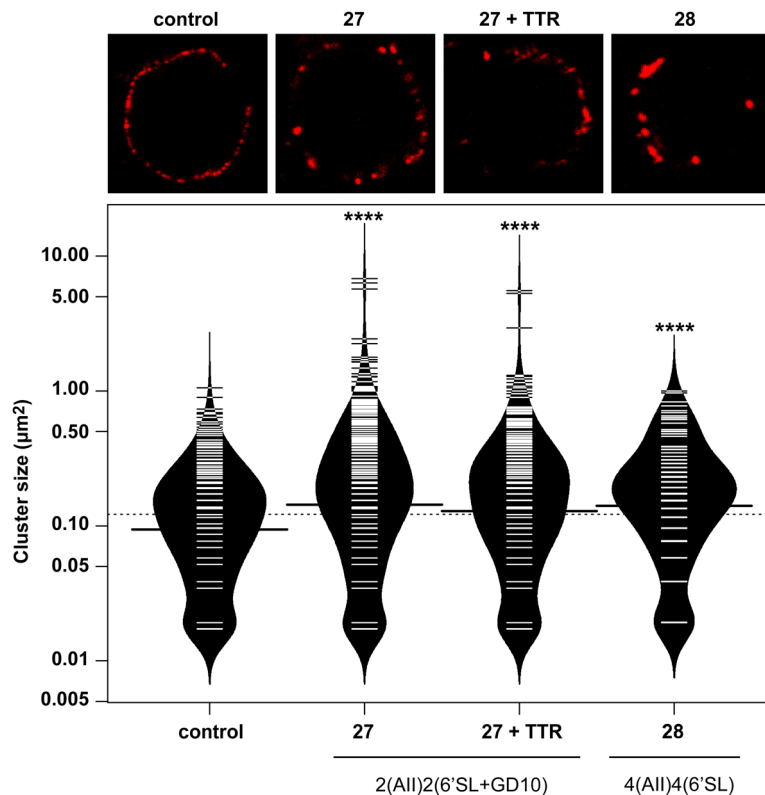 control 27 27 + TTR 28
**** **** ****
Cluster size (µm²)
10.00
5.00
1.00
0.50
0.10
0.05
0.01
0.005
control 27 27 + TTR 28
2(AII)2(6'SL+GD10) 4(AII)4(6'SL)